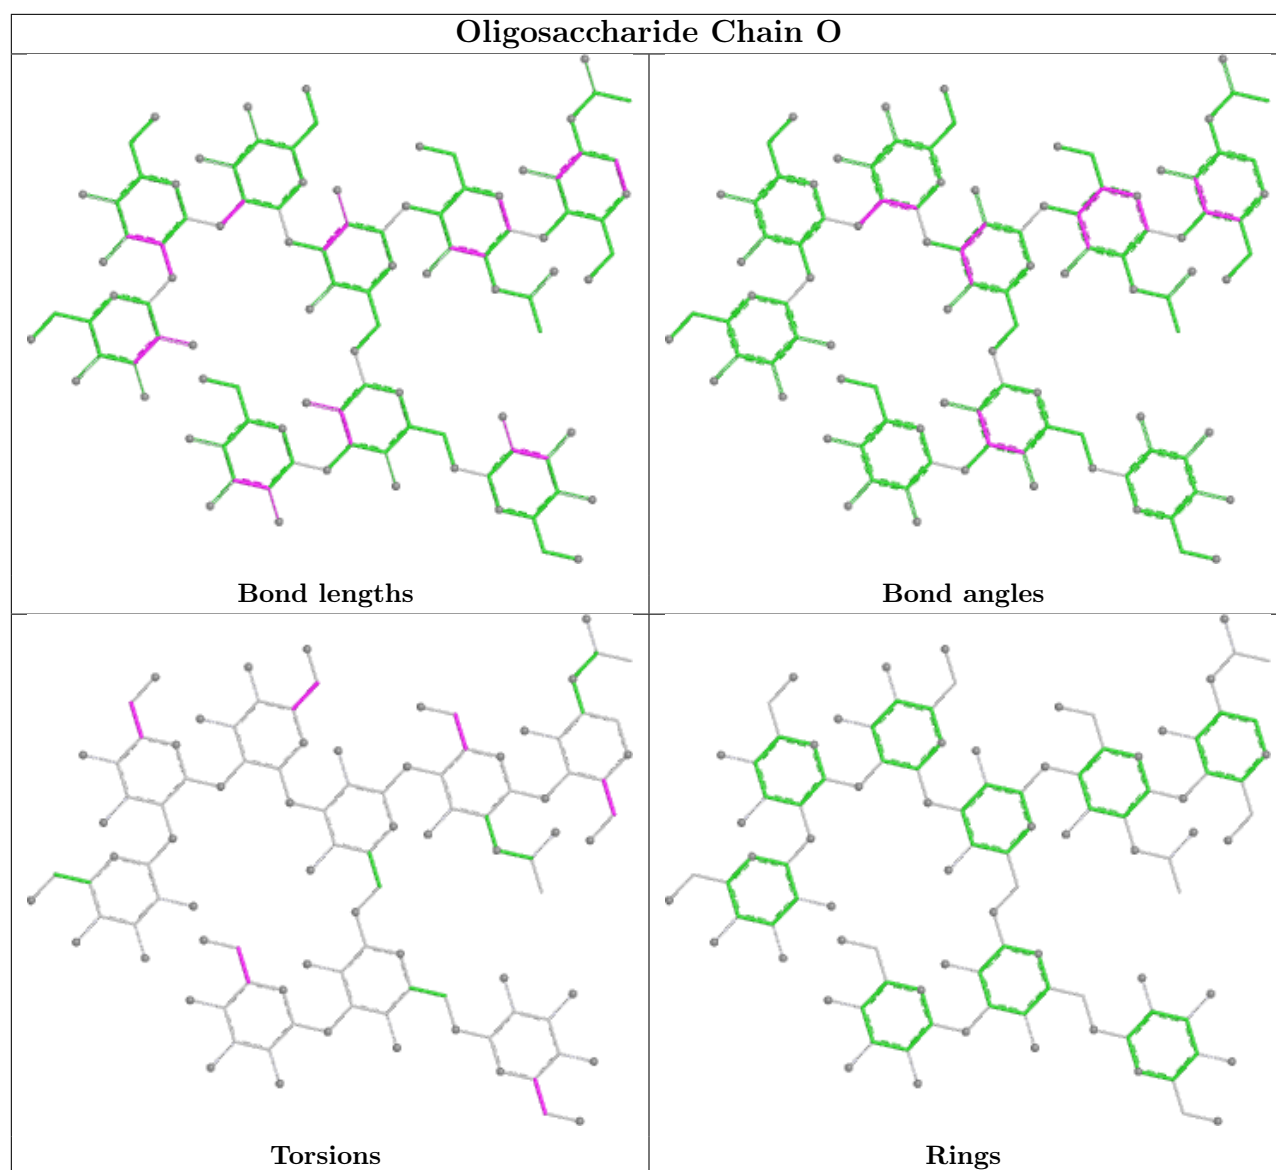 Oligosaccharide Chain O
Bond lengths
Bond angles
Torsions
Rings